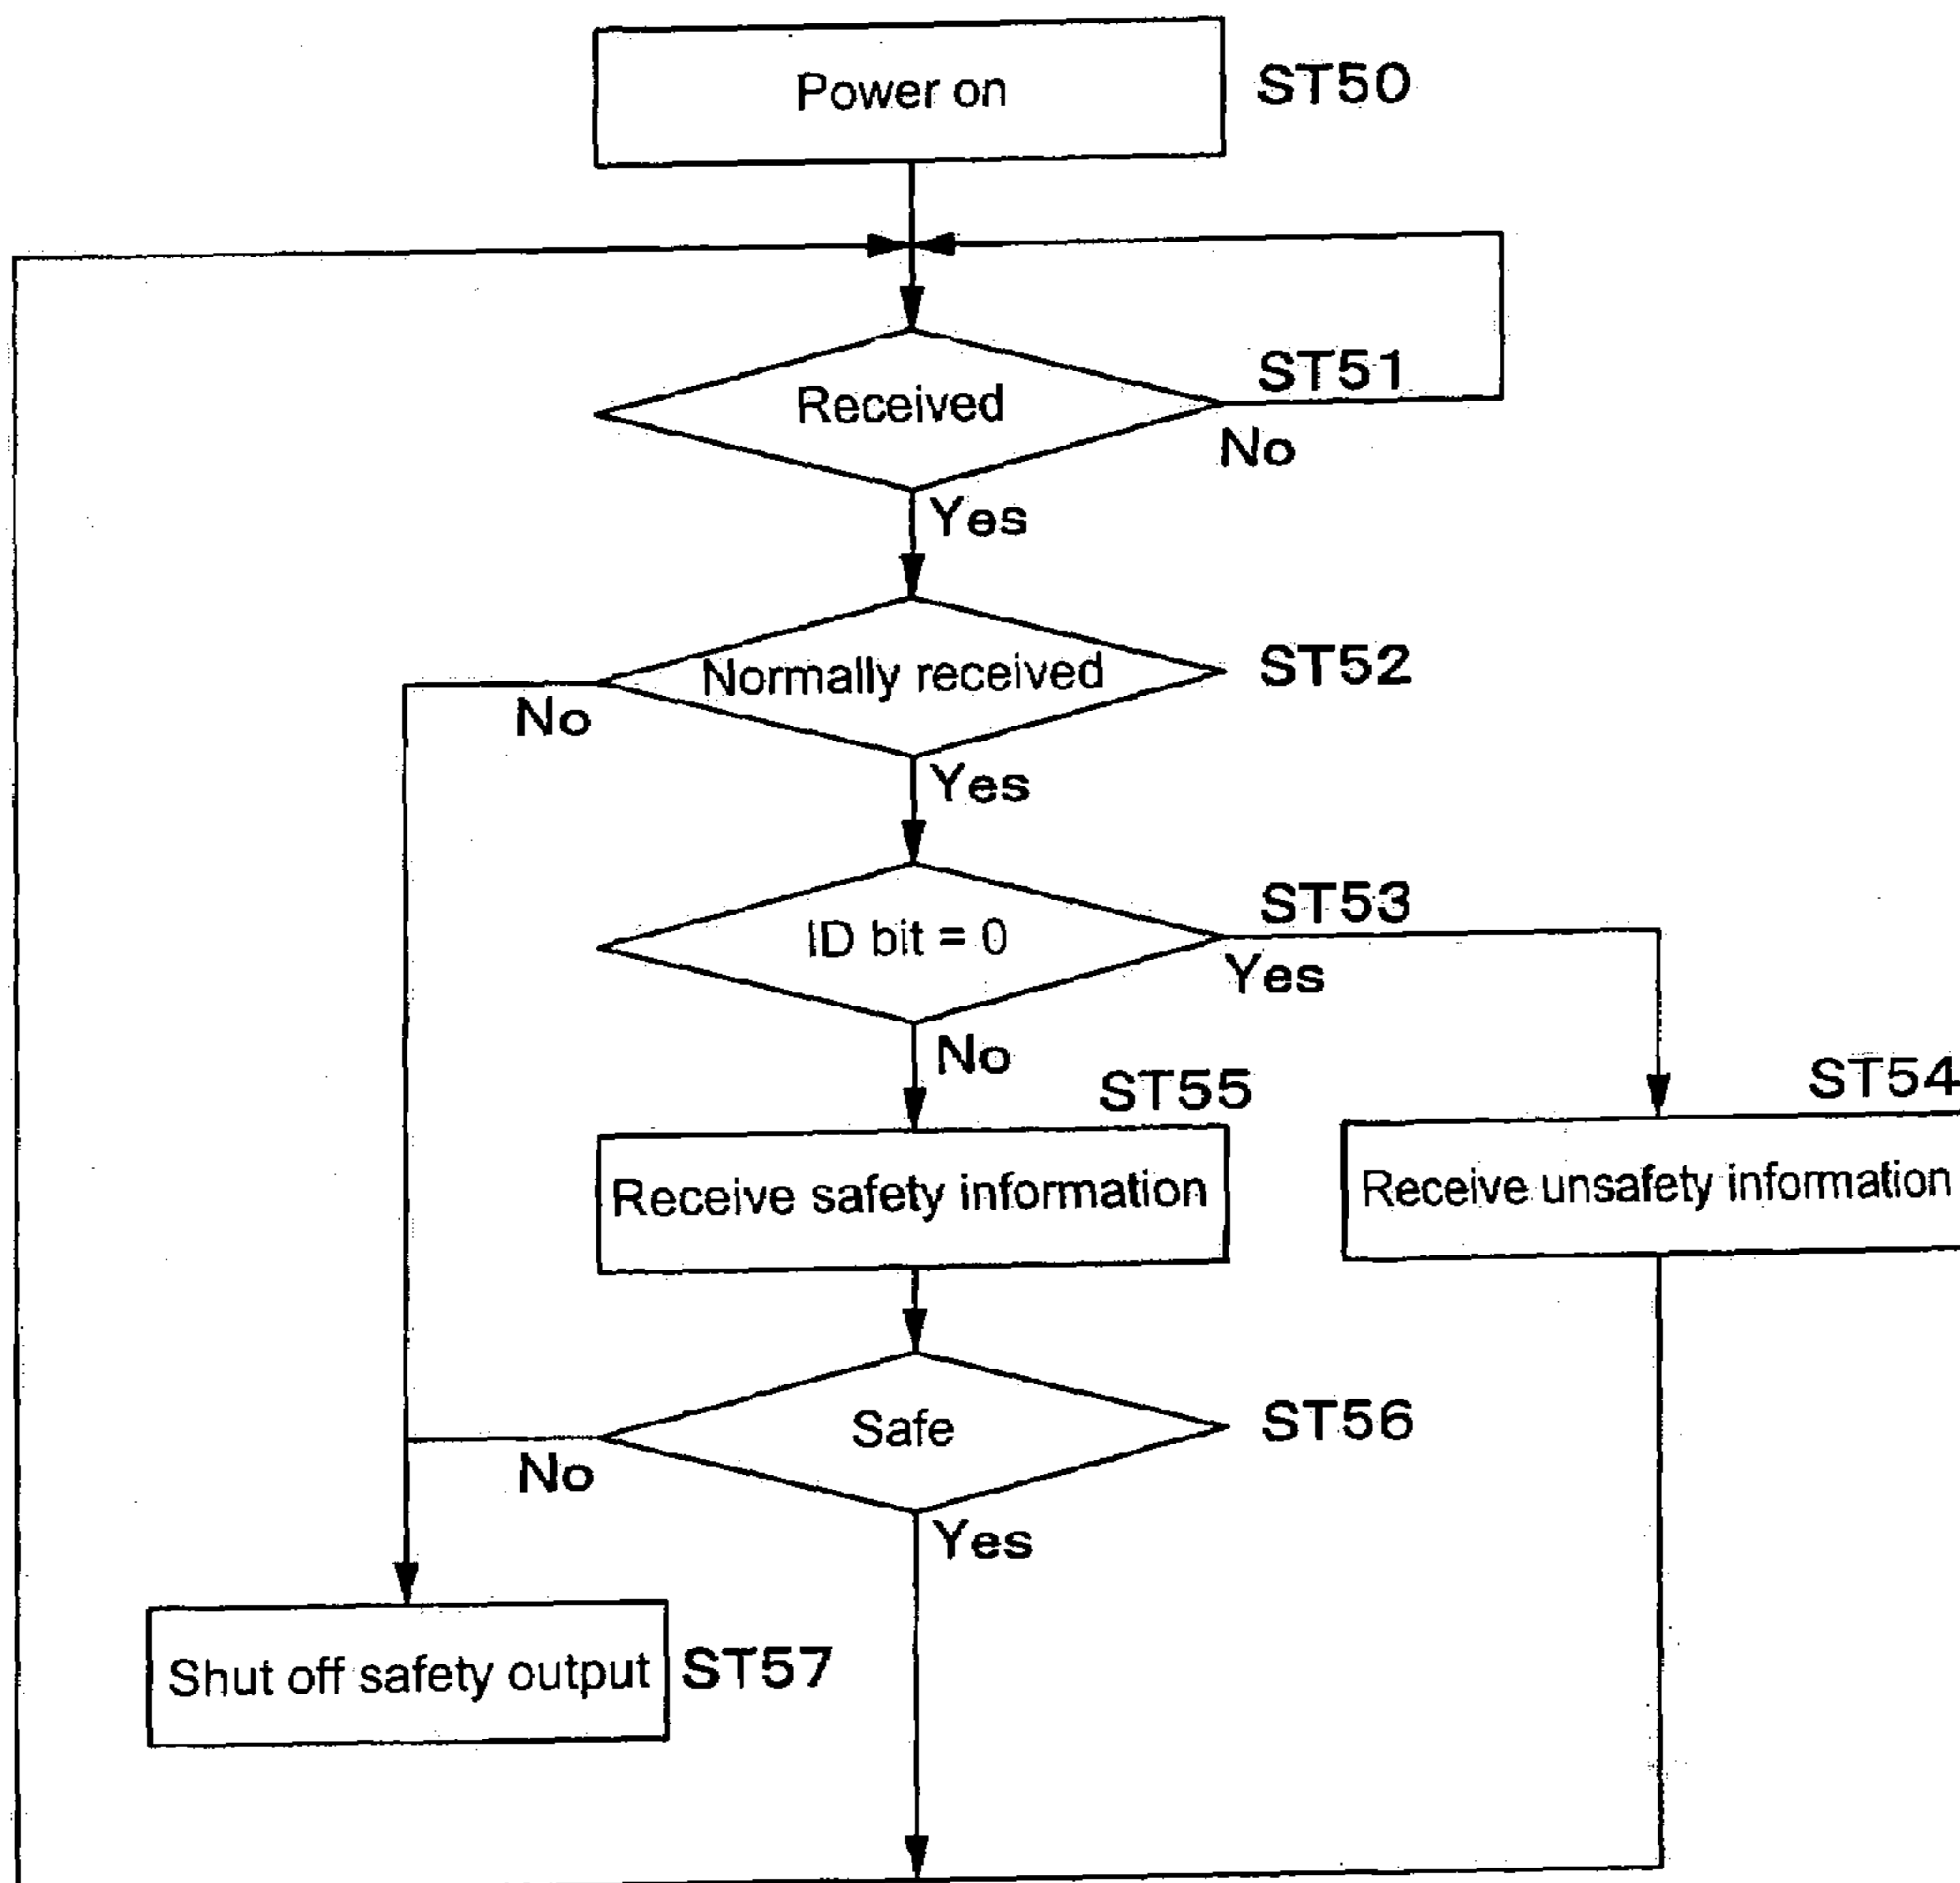 Power on
ST50
Received
ST51
No
Yes
Normally received
ST52
No
Yes
ID bit = 0
ST53
Yes
No
ST55
ST54
Receive safety information
Receive unsafety information
Safe
ST56
No
Yes
Shut off safety output
ST57